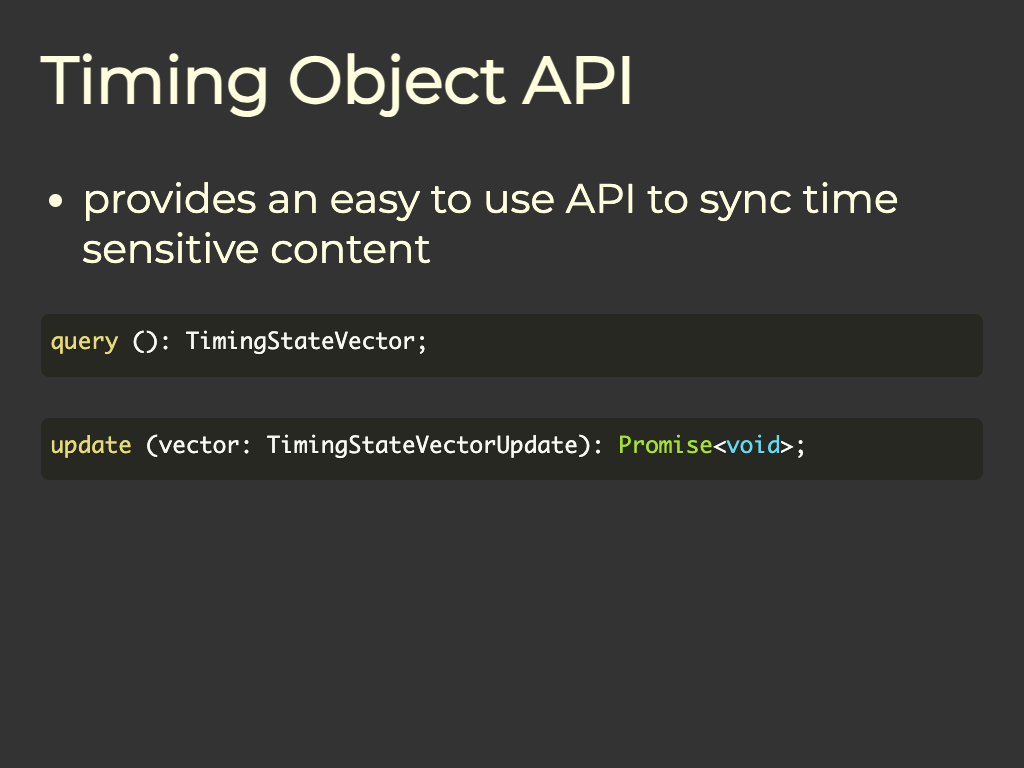 Timing Object API
• provides an easy to use API to sync time
sensitive content
query (): TimingStateVector;
update (vector: TimingStateVectorUpdate): Promise<void>;